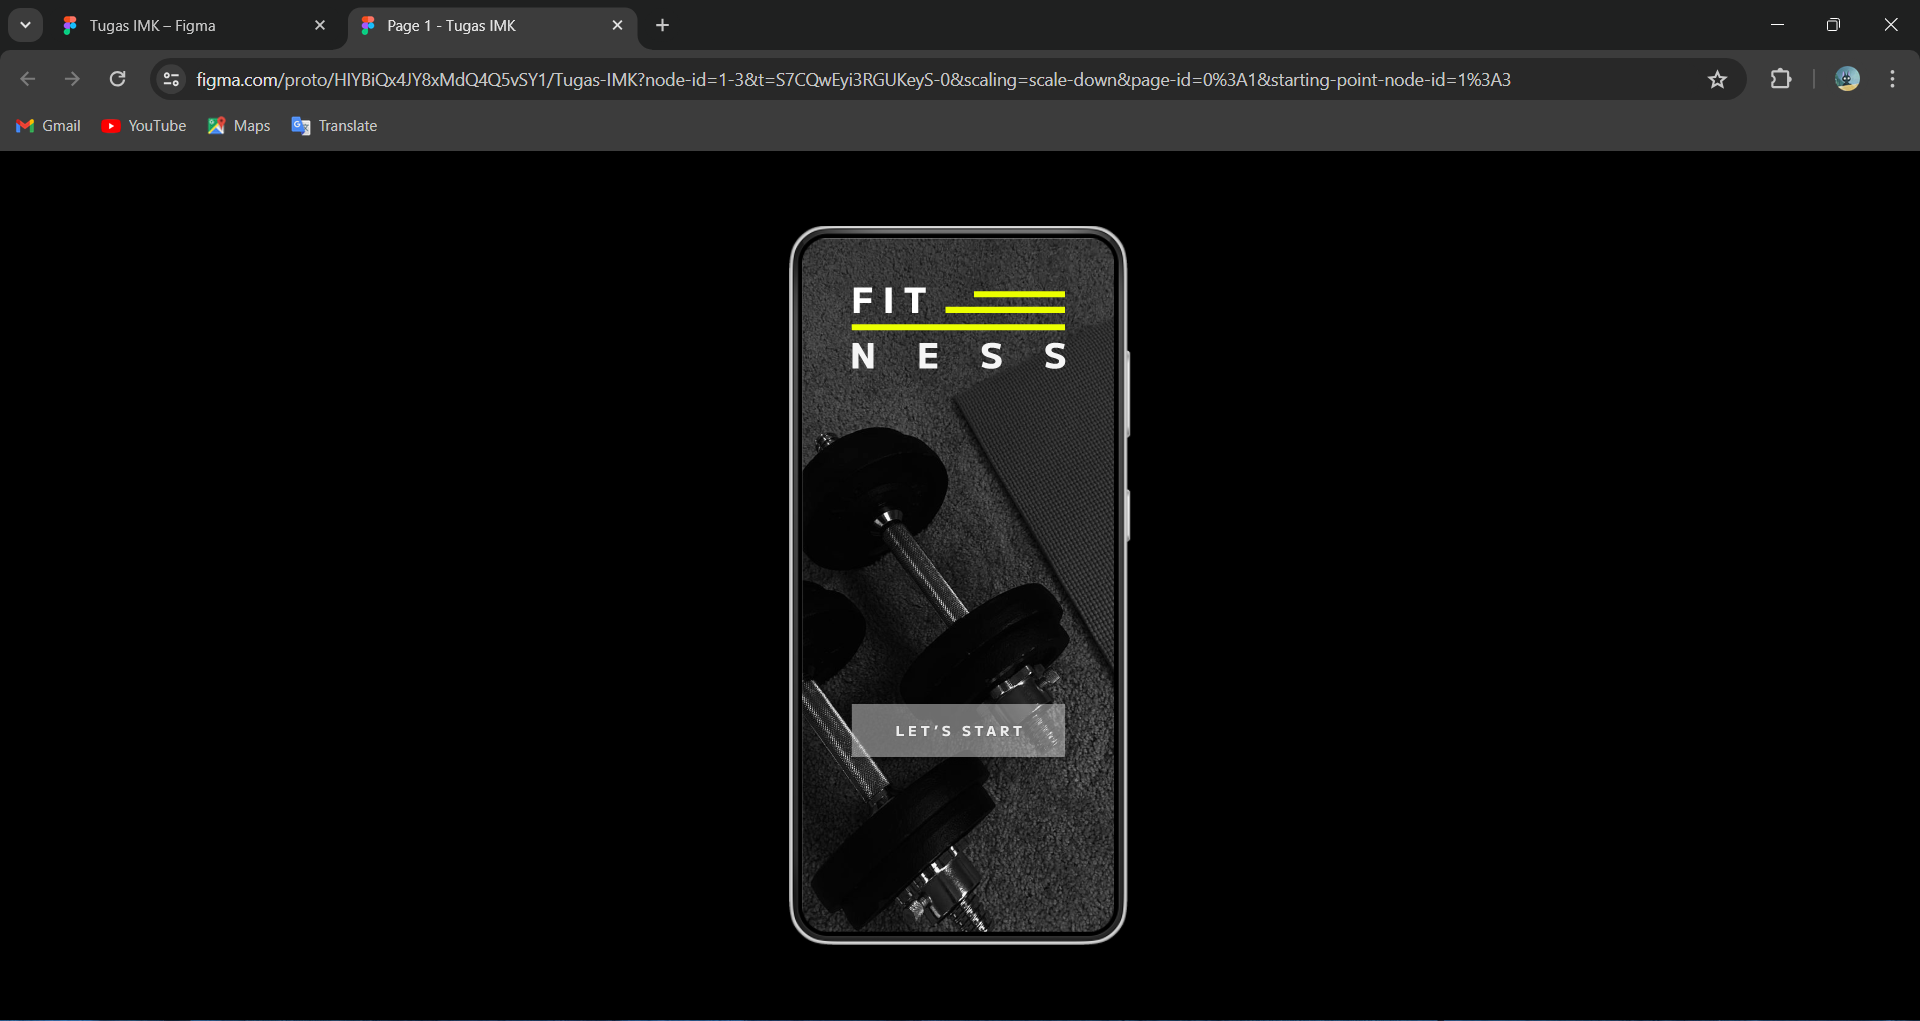 Tugas IMK – Figma
Page 1 - Tugas IMK
figma.com/proto/HIYBiQx4JY8xMdQ4Q5vSY1/Tugas-IMK?node-id=1-3&t=S7CQwEyi3RGUKeyS-0&scaling=scale-down&page-id=0%3A1&starting-point-node-id=1%3A3
Gmail
YouTube
Maps
Translate
FIT
NESS
LET'S START